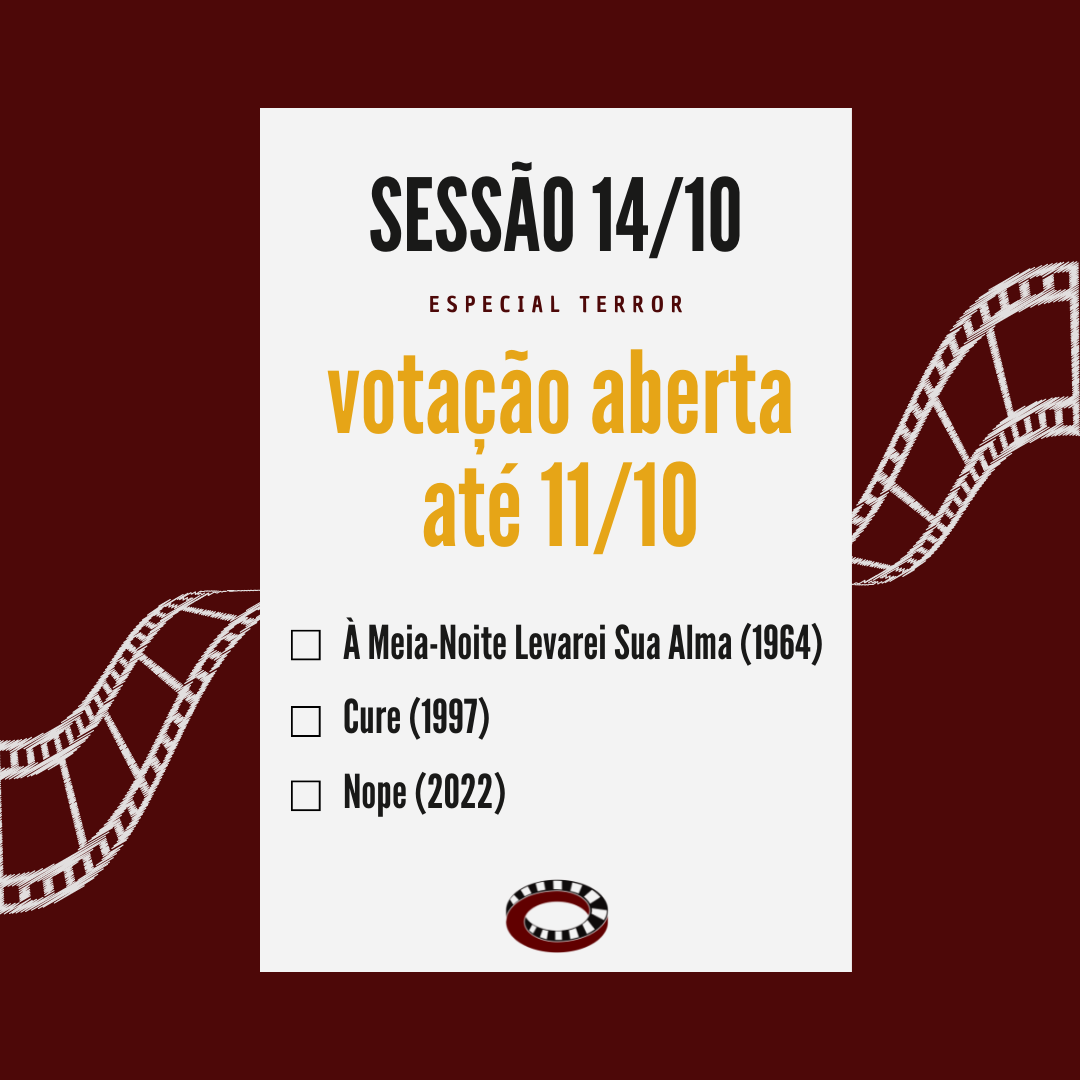 SESSÃO 14/10
ESPECIAL TERROR
votação aberta
até 11/10
À Meia-Noite Levarei Sua Alma (1964)
Cure (1997)
Nope (2022)